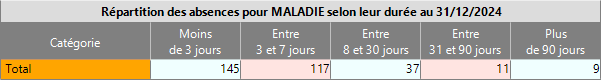 Répartition des absences pour MALADIE selon leur durée au 31/12/2024
Catégorie Moins de 3 jours Entre 3 et 7 jours Entre 8 et 30 jours Entre 31 et 90 jours Plus de 90 jours
Total 145 117 37 11 9